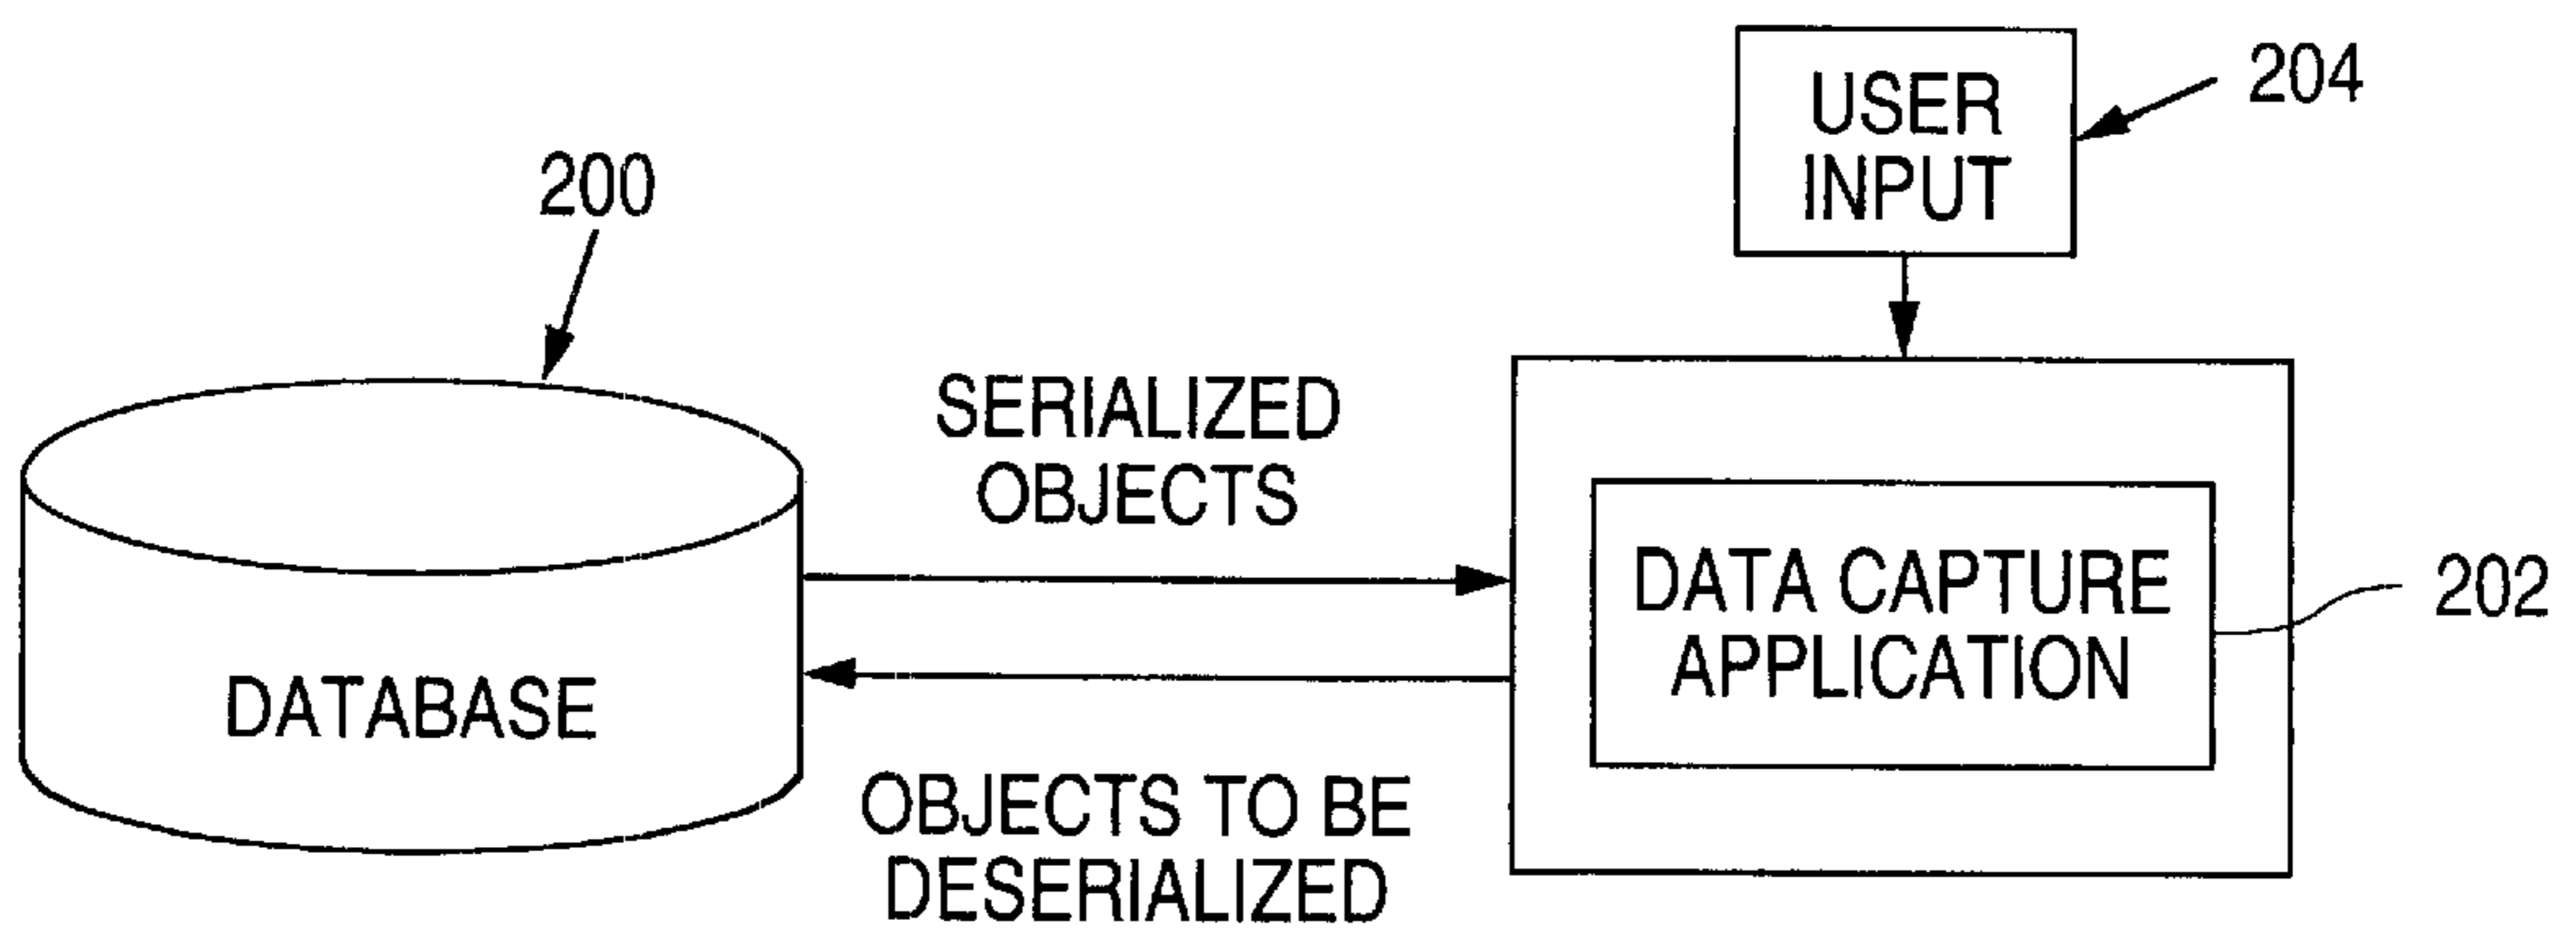 USER
INPUT
204
200
SERIALIZED
OBJECTS
DATA CAPTURE
APPLICATION
202
DATABASE
OBJECTS TO BE
DESERIALIZED